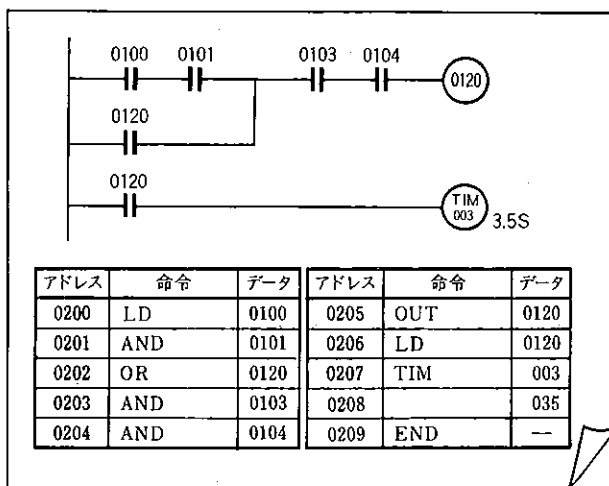 0100 0101 0103 0104
0120
0120
0120
TIM
003
3.5S
アドレス 命令 データ アドレス 命令 データ
0200 LD 0100 0205 OUT 0120
0201 AND 0101 0206 LD 0120
0202 OR 0120 0207 TIM 003
0203 AND 0103 0208 035
0204 AND 0104 0209 END —